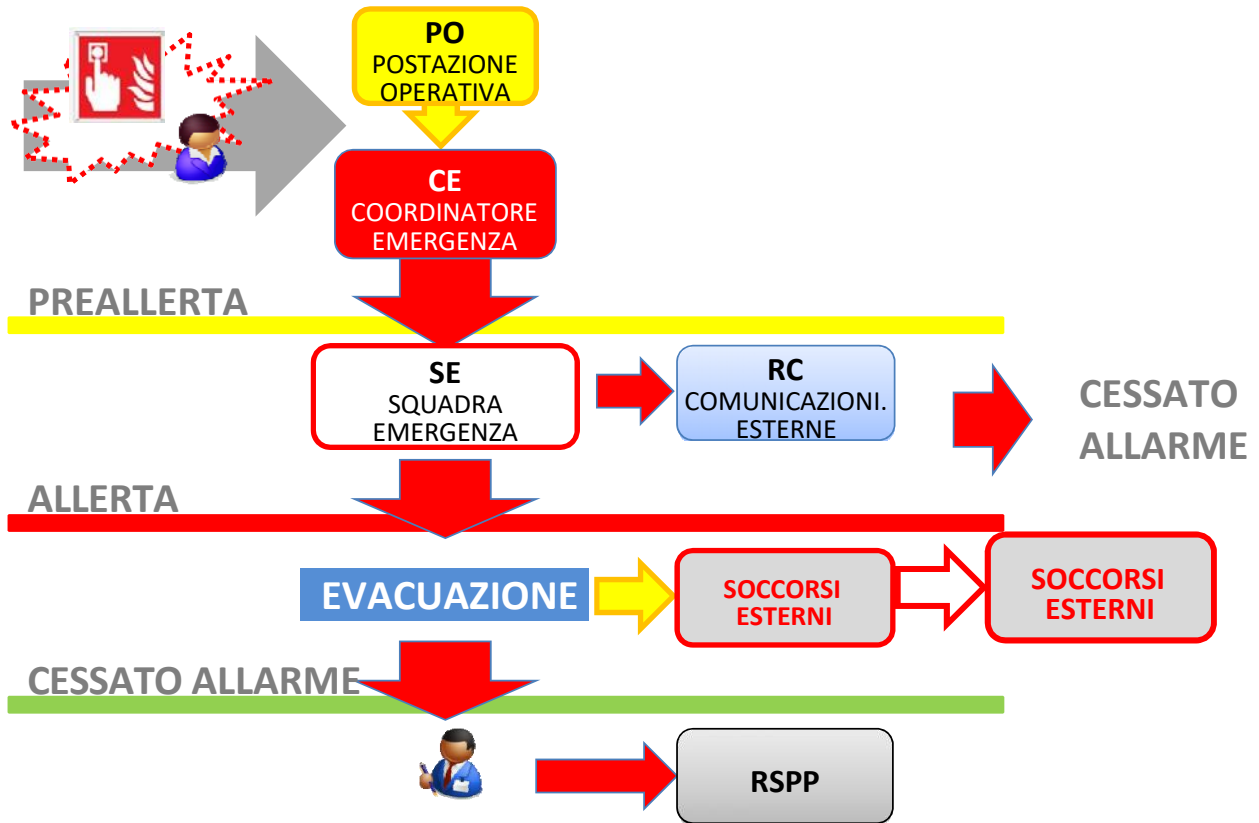 PO
POSTAZIONE
OPERATIVA
CE
COORDINATORE
EMERGENZA
PREALLERTA
SE
SQUADRA
EMERGENZA
RC
COMUNICAZIONI.
ESTERNE
CESSATO
ALLARME
ALLERTA
EVACUAZIONE
SOCCORSI
ESTERNI
SOCCORSI
ESTERNI
CESSATO ALLARME
RSPP